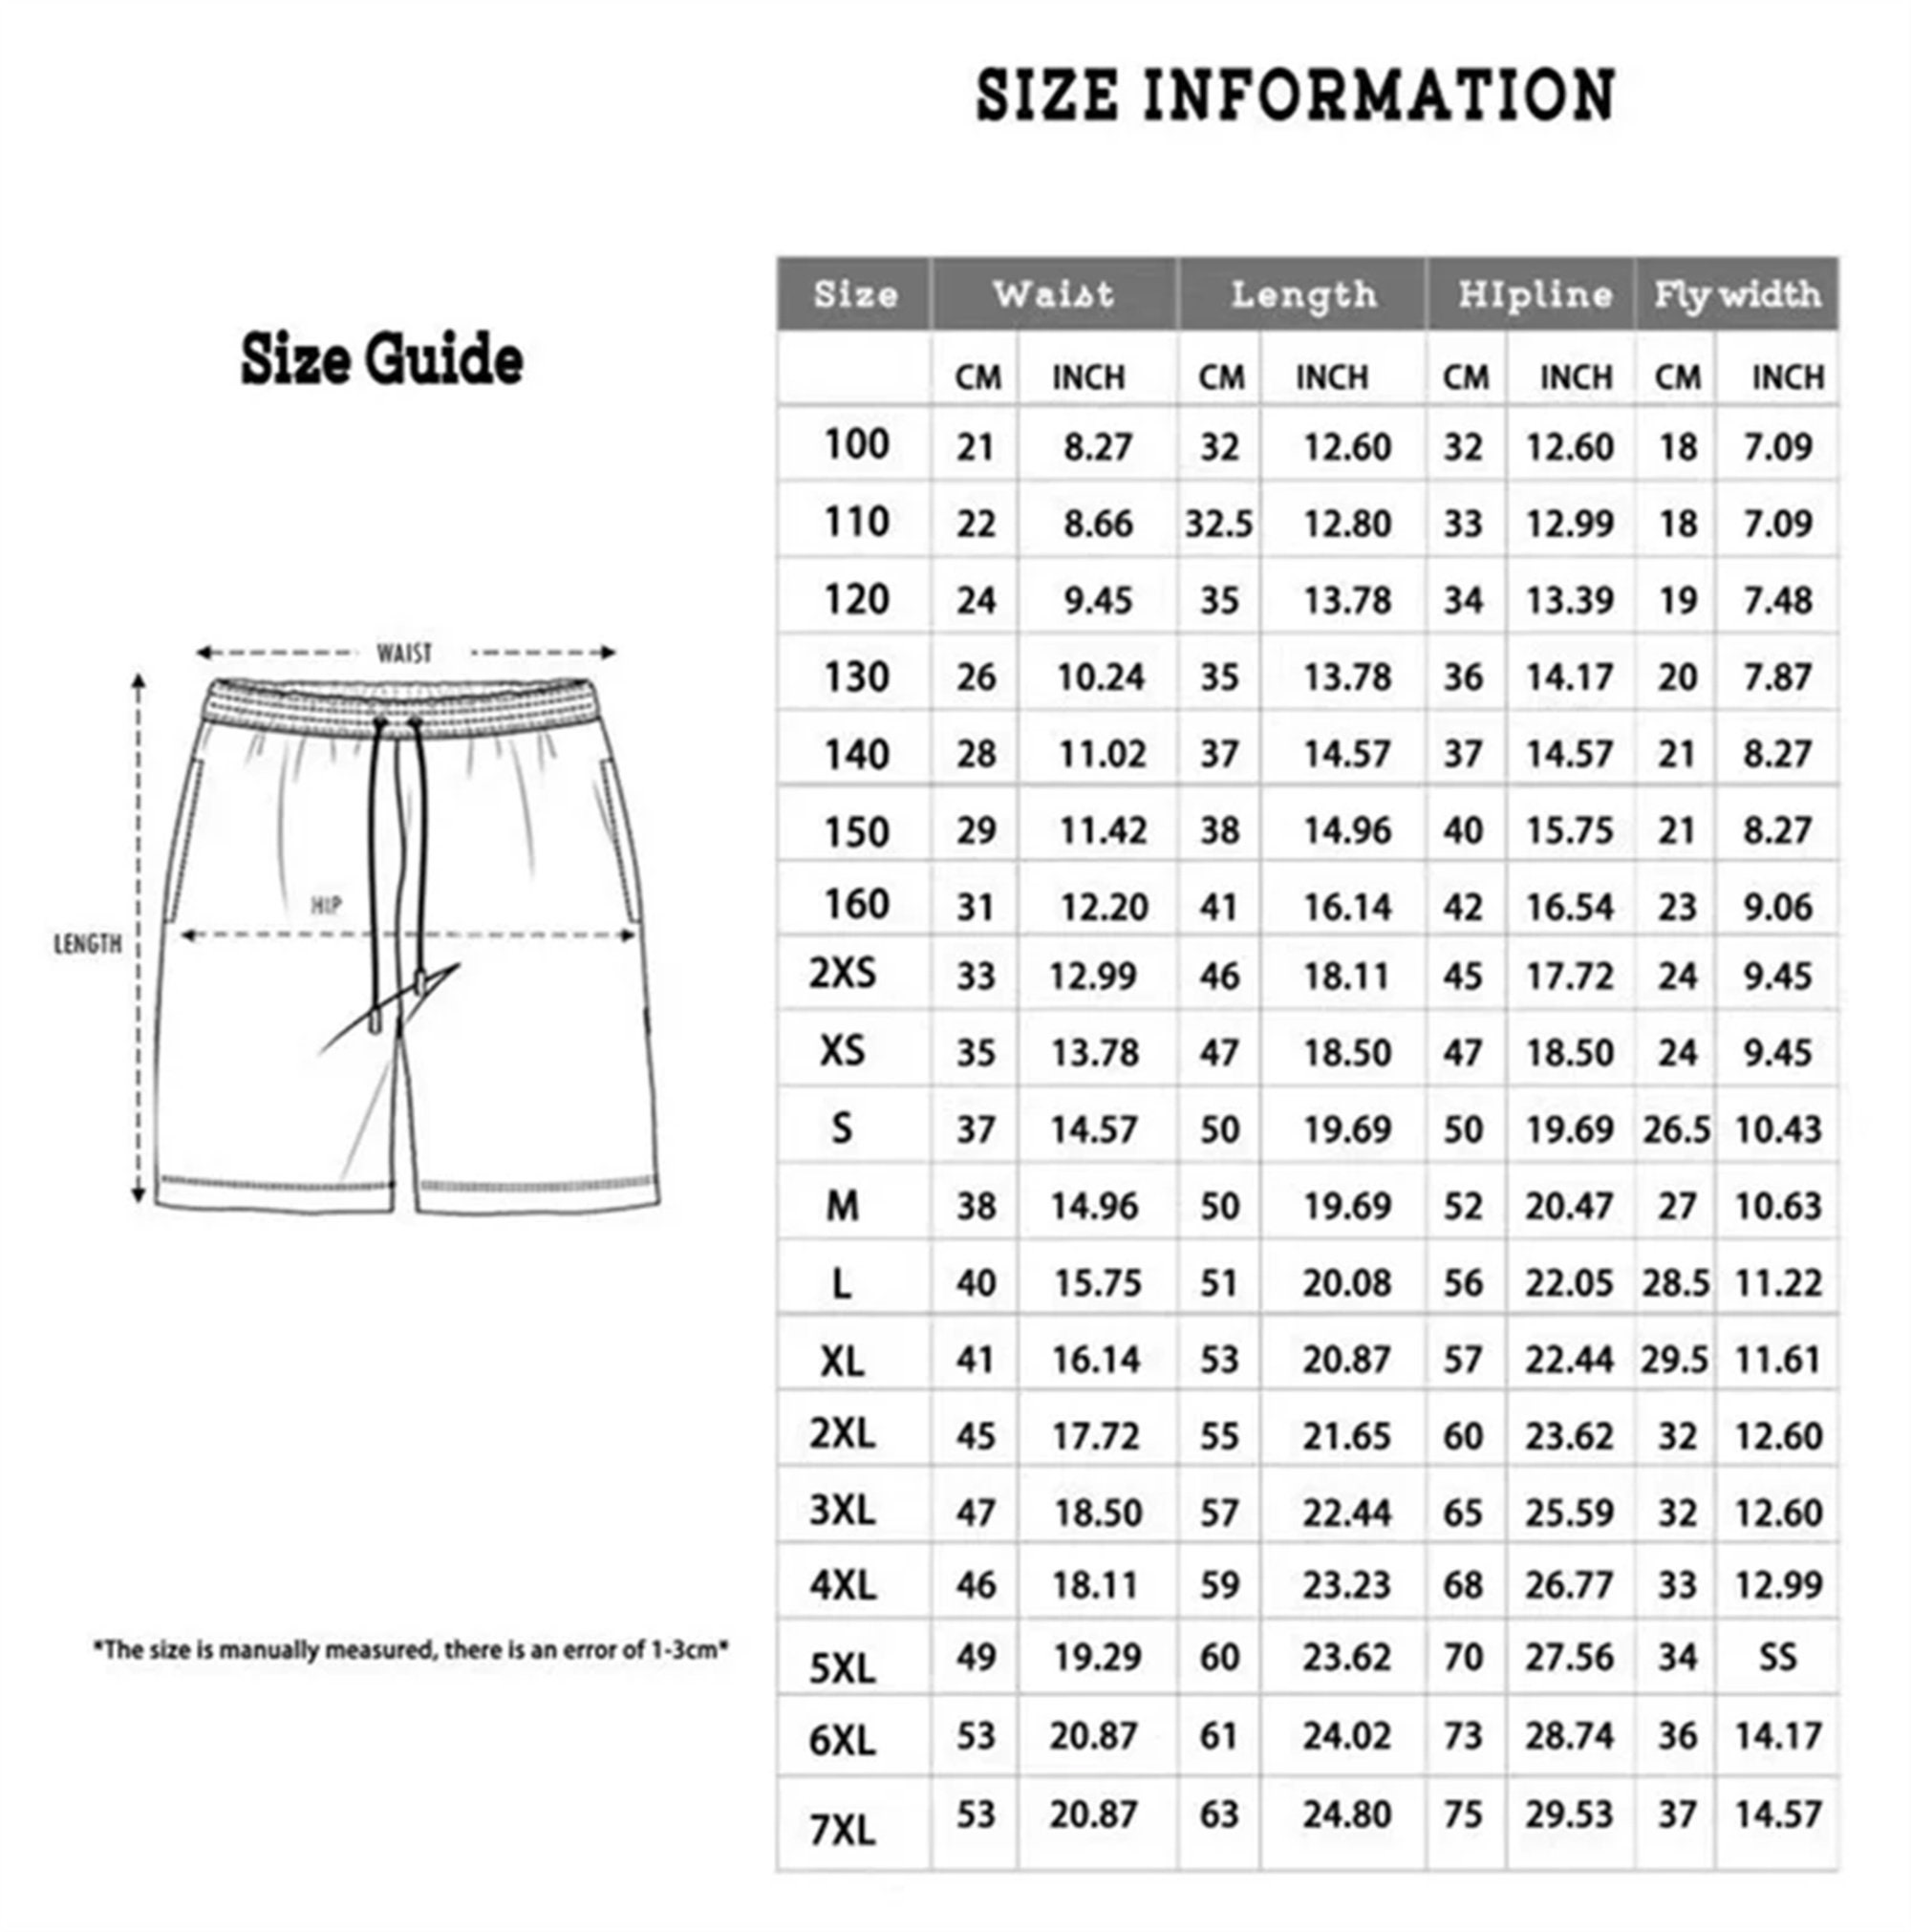 SIZE INFORMATION
Size Guide
WAIST
HIP
LENGTH
*The size is manually measured, there is an error of 1-3cm*
Size Waist Length HIpline Fly width
CM INCH CM INCH CM INCH CM INCH
100 21 8.27 32 12.60 32 12.60 18 7.09
110 22 8.66 32.5 12.80 33 12.99 18 7.09
120 24 9.45 35 13.78 34 13.39 19 7.48
130 26 10.24 35 13.78 36 14.17 20 7.87
140 28 11.02 37 14.57 37 14.57 21 8.27
150 29 11.42 38 14.96 40 15.75 21 8.27
160 31 12.20 41 16.14 42 16.54 23 9.06
2XS 33 12.99 46 18.11 45 17.72 24 9.45
XS 35 13.78 47 18.50 47 18.50 24 9.45
S 37 14.57 50 19.69 50 19.69 26.5 10.43
M 38 14.96 50 19.69 52 20.47 27 10.63
L 40 15.75 51 20.08 56 22.05 28.5 11.22
XL 41 16.14 53 20.87 57 22.44 29.5 11.61
2XL 45 17.72 55 21.65 60 23.62 32 12.60
3XL 47 18.50 57 22.44 65 25.59 32 12.60
4XL 46 18.11 59 23.23 68 26.77 33 12.99
5XL 49 19.29 60 23.62 70 27.56 34 SS
6XL 53 20.87 61 24.02 73 28.74 36 14.17
7XL 53 20.87 63 24.80 75 29.53 37 14.57